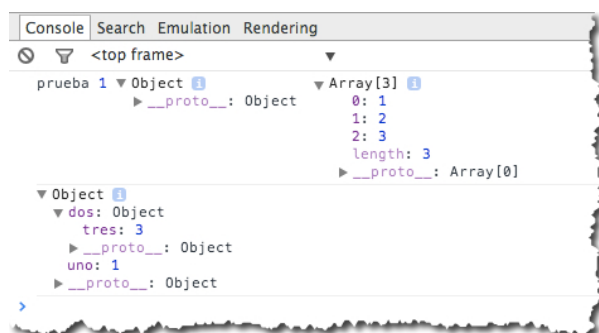 Console Search Emulation Rendering
<top frame> ▼
prueba 1 ▼ Object i ▼ Array[3] i
▶ __proto__: Object 0: 1
1: 2
2: 3
length: 3
▶ __proto__: Array[0]
▼ Object i
▼ dos: Object
tres: 3
▶ __proto__: Object
uno: 1
▶ __proto__: Object
>